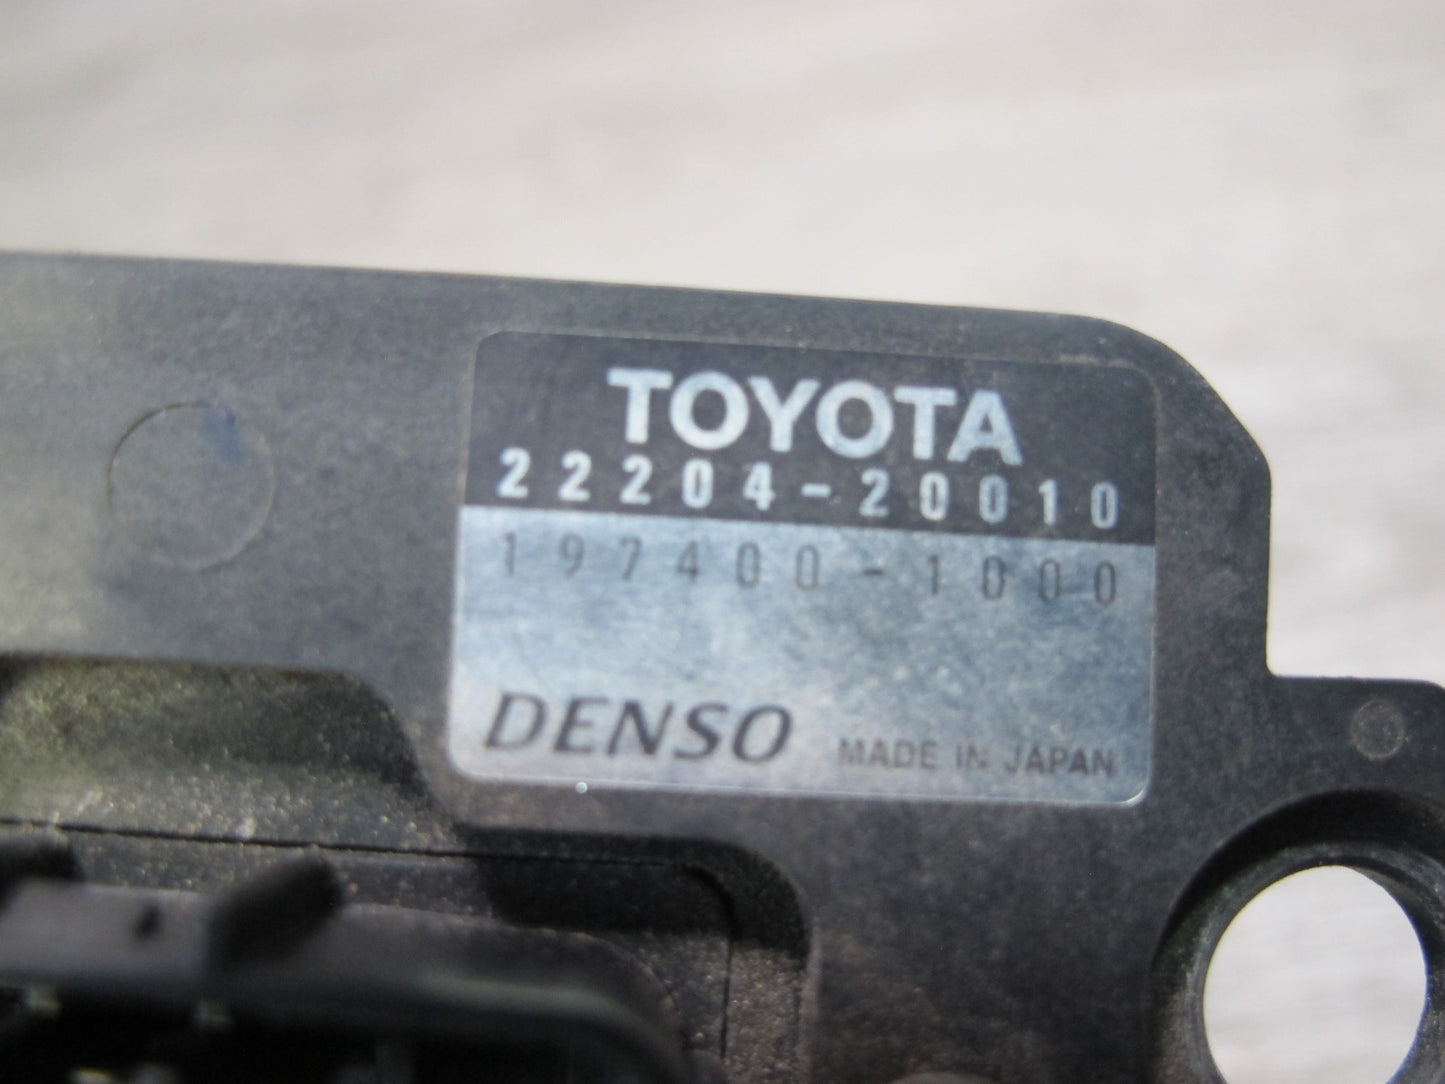 TOYOTA
22204-20010
197400-1000
DENSO
MADE IN JAPAN